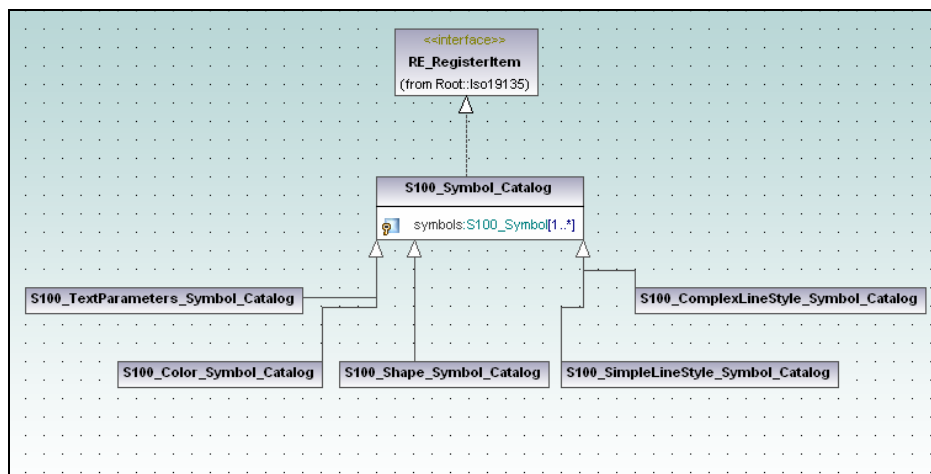 <<interface>>
RE_RegisterItem
(from Root::Iso19135)
S100_Symbol_Catalog
symbols:S100_Symbol[1..*]
S100_TextParameters_Symbol_Catalog
S100_ComplexLineStyle_Symbol_Catalog
S100_Color_Symbol_Catalog
S100_Shape_Symbol_Catalog
S100_SimpleLineStyle_Symbol_Catalog